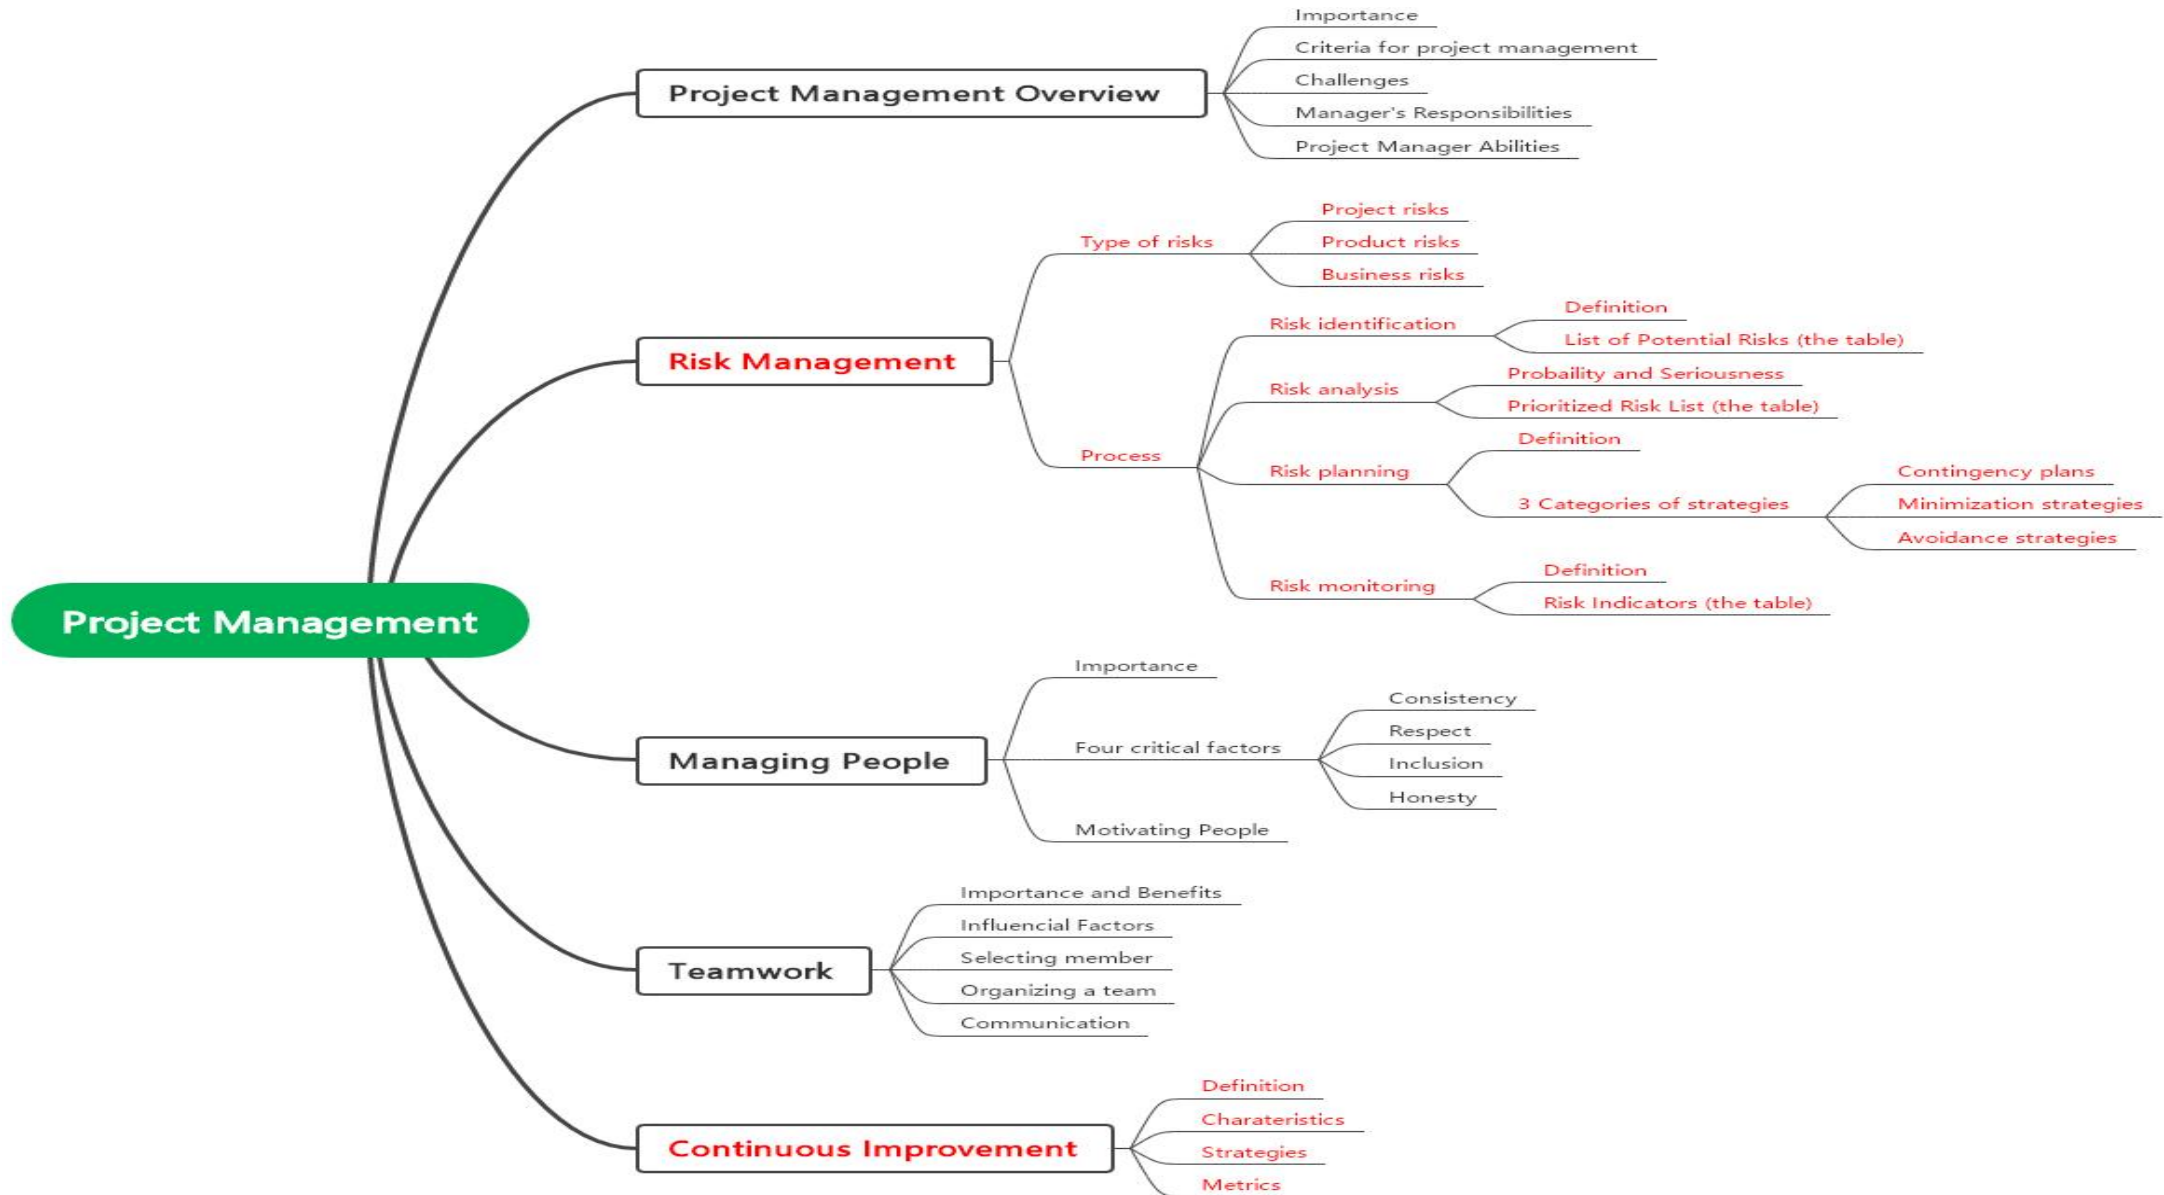 Project Management
Project Management Overview
Importance
Criteria for project management
Challenges
Manager's Responsibilities
Project Manager Abilities
Risk Management
Type of risks
Project risks
Product risks
Business risks
Process
Risk identification
Definition
List of Potential Risks (the table)
Risk analysis
Probaility and Seriousness
Prioritized Risk List (the table)
Risk planning
Definition
3 Categories of strategies
Contingency plans
Minimization strategies
Avoidance strategies
Risk monitoring
Definition
Risk Indicators (the table)
Managing People
Importance
Four critical factors
Consistency
Respect
Inclusion
Honesty
Motivating People
Teamwork
Importance and Benefits
Influencial Factors
Selecting member
Organizing a team
Communication
Continuous Improvement
Definition
Charateristics
Strategies
Metrics